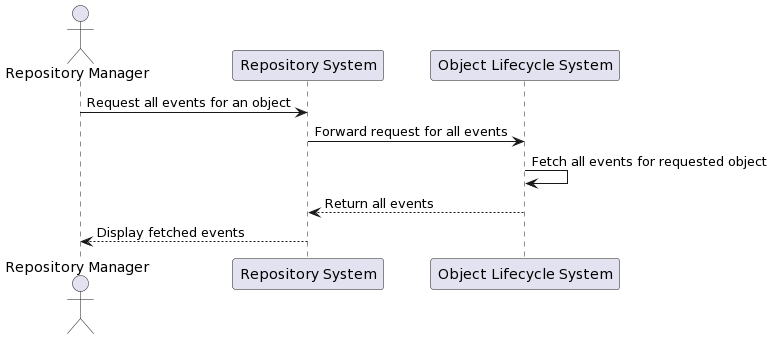 Repository Manager
Repository System
Object Lifecycle System
Request all events for an object
Forward request for all events
Fetch all events for requested object
Return all events
Display fetched events
Repository Manager
Repository System
Object Lifecycle System